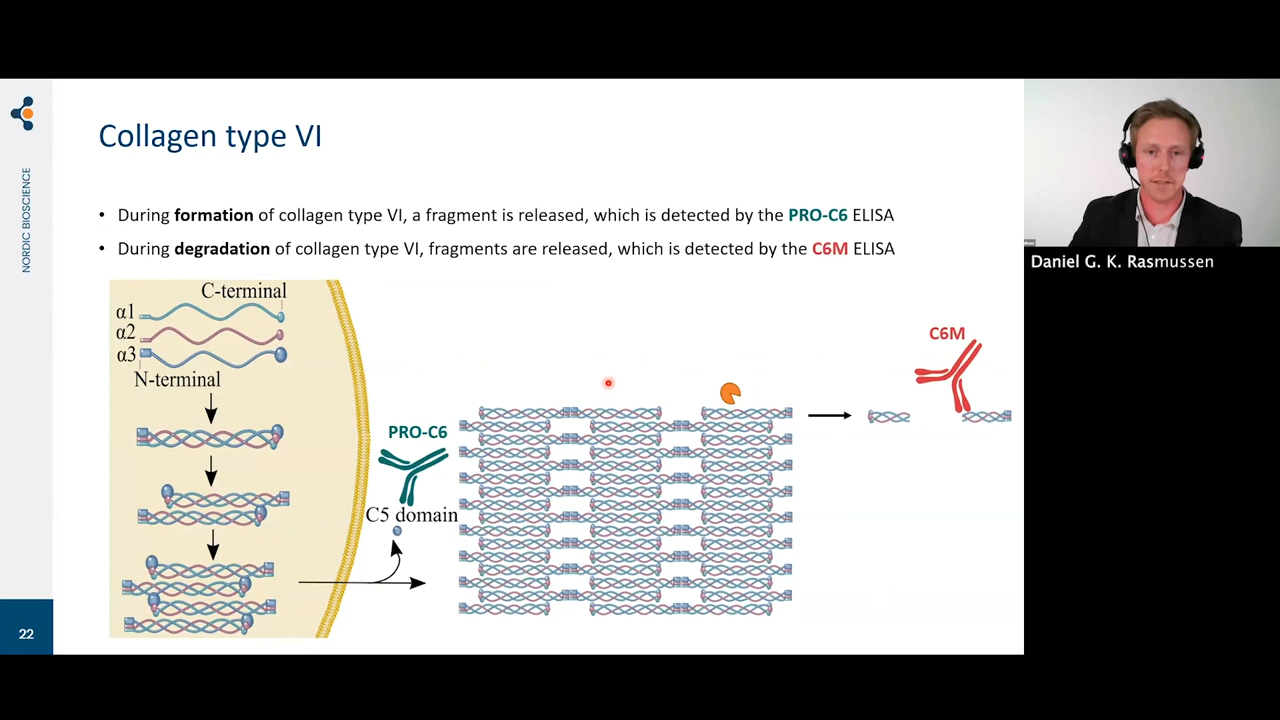 Collagen type VI
NORDIC BIOSCIENCE
• During formation of collagen type VI, a fragment is released, which is detected by the PRO-C6 ELISA
• During degradation of collagen type VI, fragments are released, which is detected by the C6M ELISA
Daniel G. K. Rasmussen
C-terminal
α1
α2
α3
N-terminal
PRO-C6
C5 domain
C6M
22